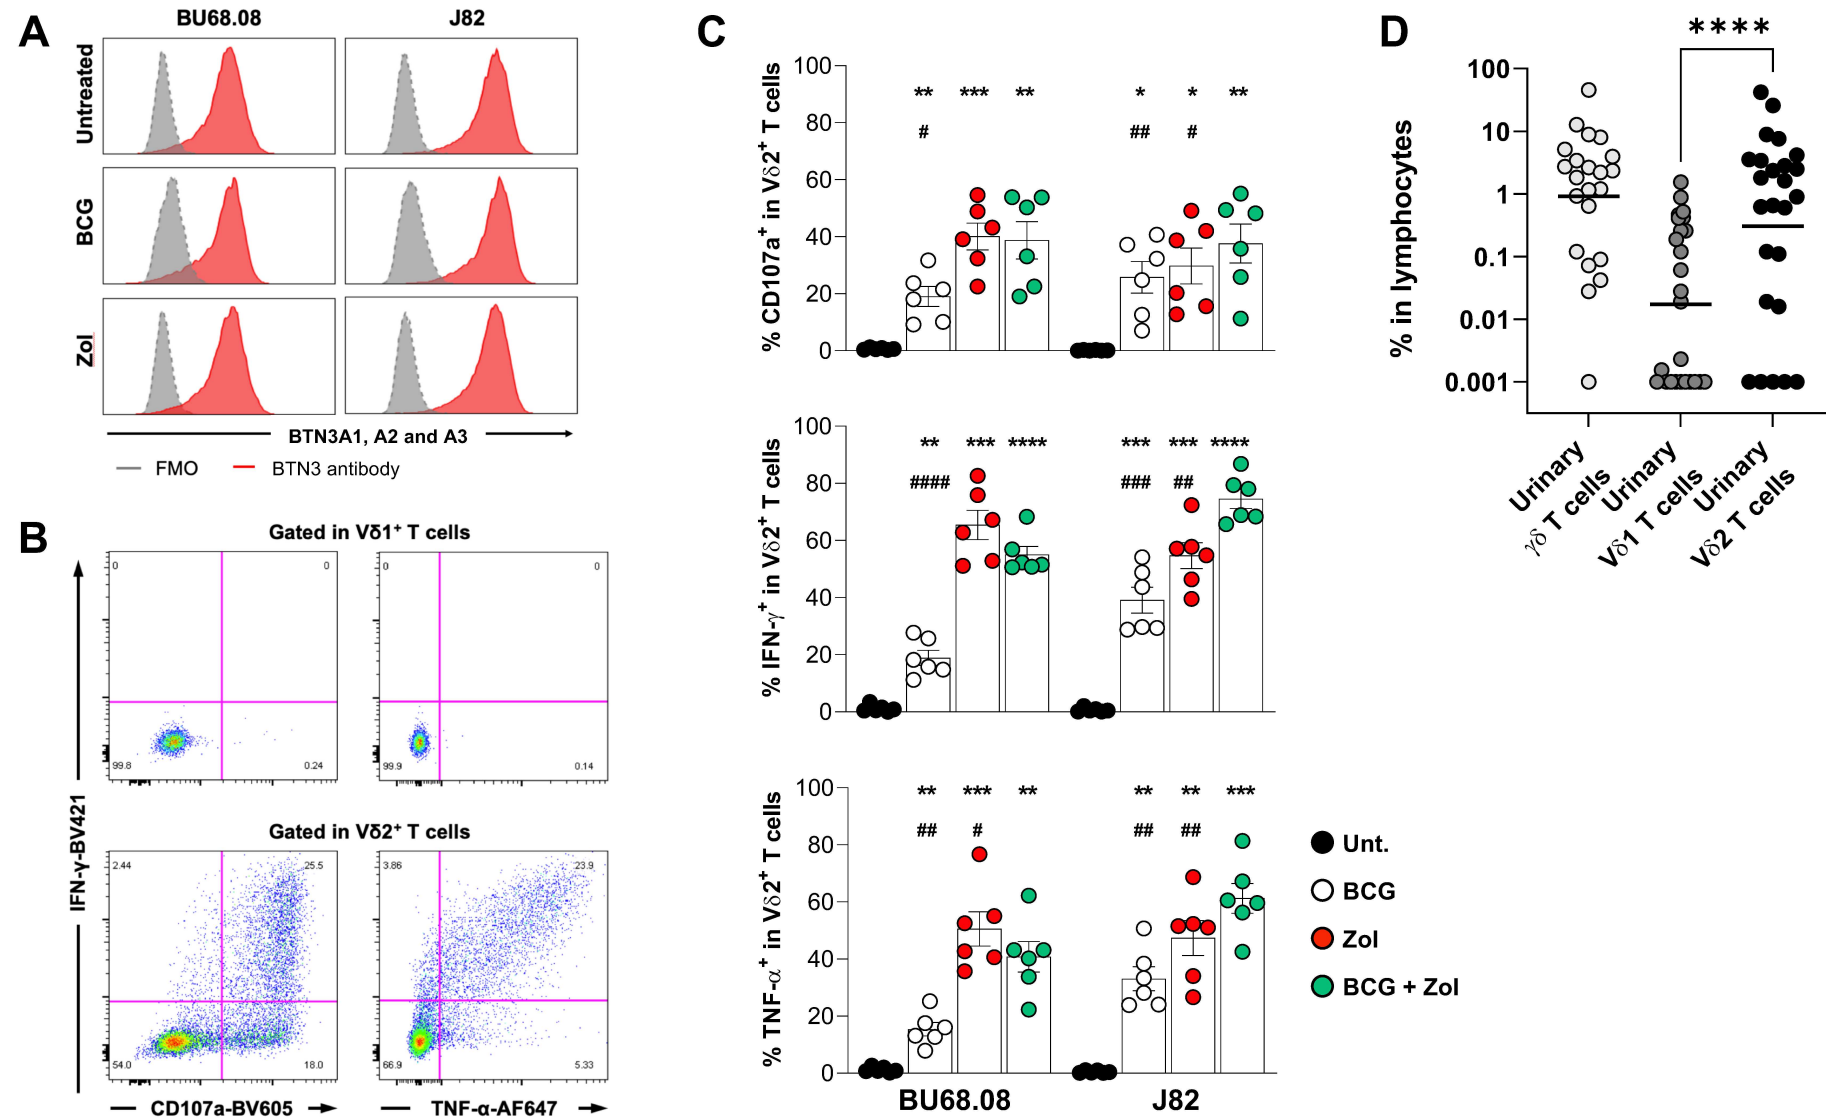 A
BU68.08
J82
Untreated
BCG
Zol
BTN3A1, A2 and A3
FMO
BTN3 antibody
B
Gated in Vδ1+ T cells
0
0
99.8
0.24
0
0
99.9
0.14
Gated in Vδ2+ T cells
2.44
25.5
54.0
18.0
3.86
23.9
66.9
5.33
IFN-γ-BV421
CD107a-BV605
TNF-α-AF647
C
% CD107a+ in Vδ2+ T cells
100
80
60
40
20
0
** *** ** * * **
# ## #
% IFN-γ+ in Vδ2+ T cells
100
80
60
40
20
0
** *** **** *** *** ****
#### ### ##
% TNF-α+ in Vδ2+ T cells
100
80
60
40
20
0
** *** ** ** ** ***
## # ## ##
BU68.08
J82
Unt.
BCG
Zol
BCG + Zol
D
****
% in lymphocytes
100
10
1
0.1
0.01
0.001
Urinary
γδ T cells
Urinary
Vδ1 T cells
Urinary
Vδ2 T cells